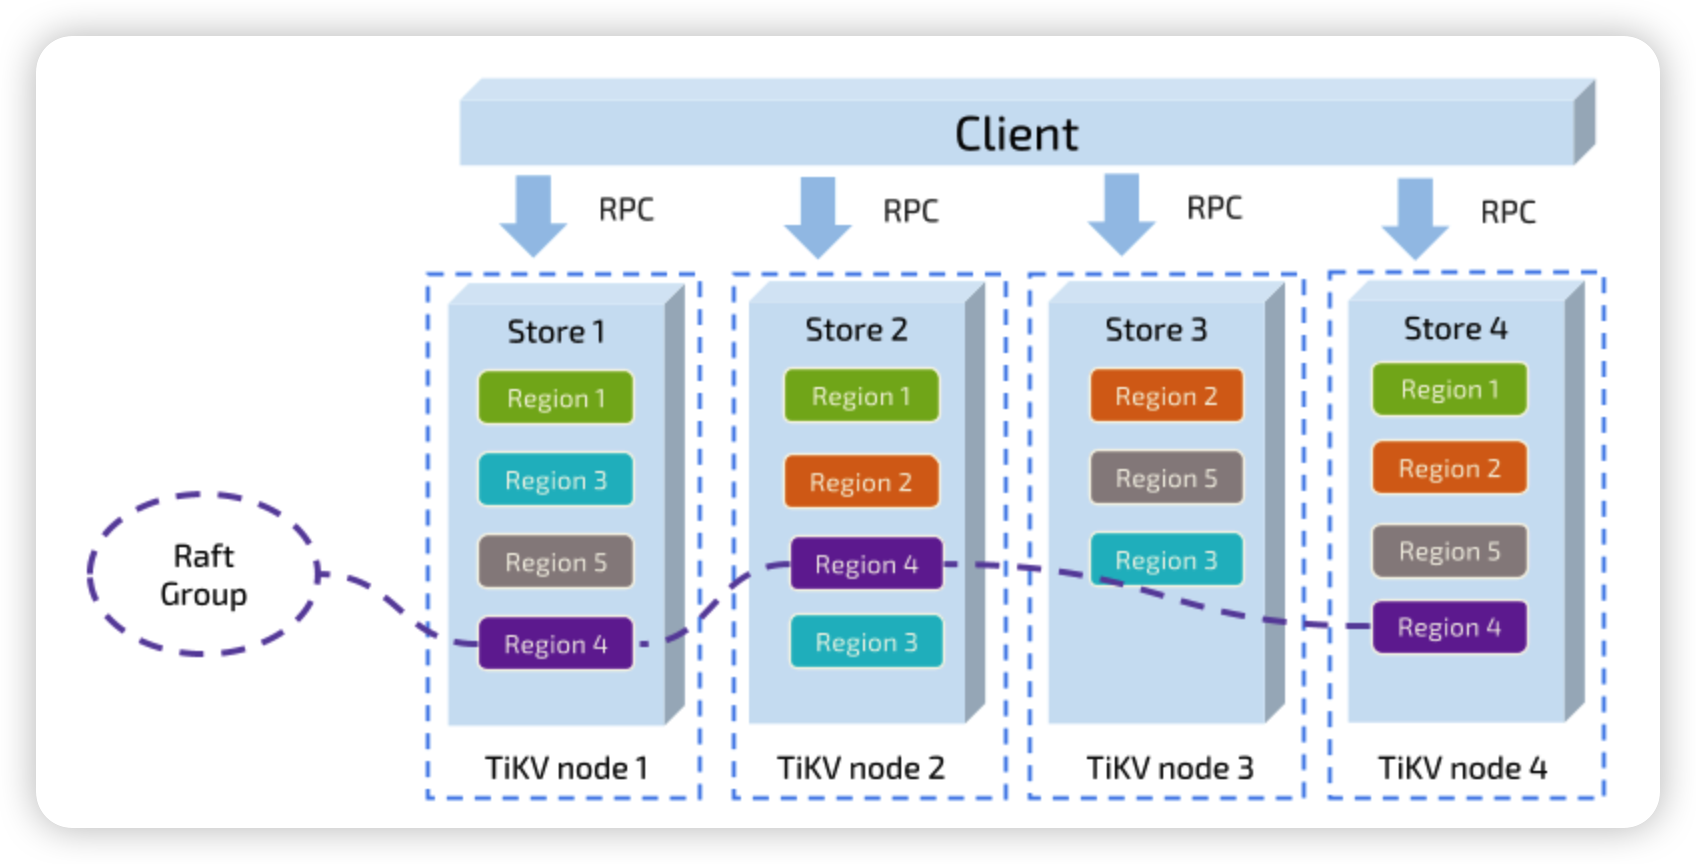 Client
RPC
RPC
RPC
RPC
Store 1
Region 1
Region 3
Region 5
Region 4
TiKV node 1
Store 2
Region 1
Region 2
Region 4
Region 3
TiKV node 2
Store 3
Region 2
Region 5
Region 3
TiKV node 3
Store 4
Region 1
Region 2
Region 5
Region 4
TiKV node 4
Raft
Group